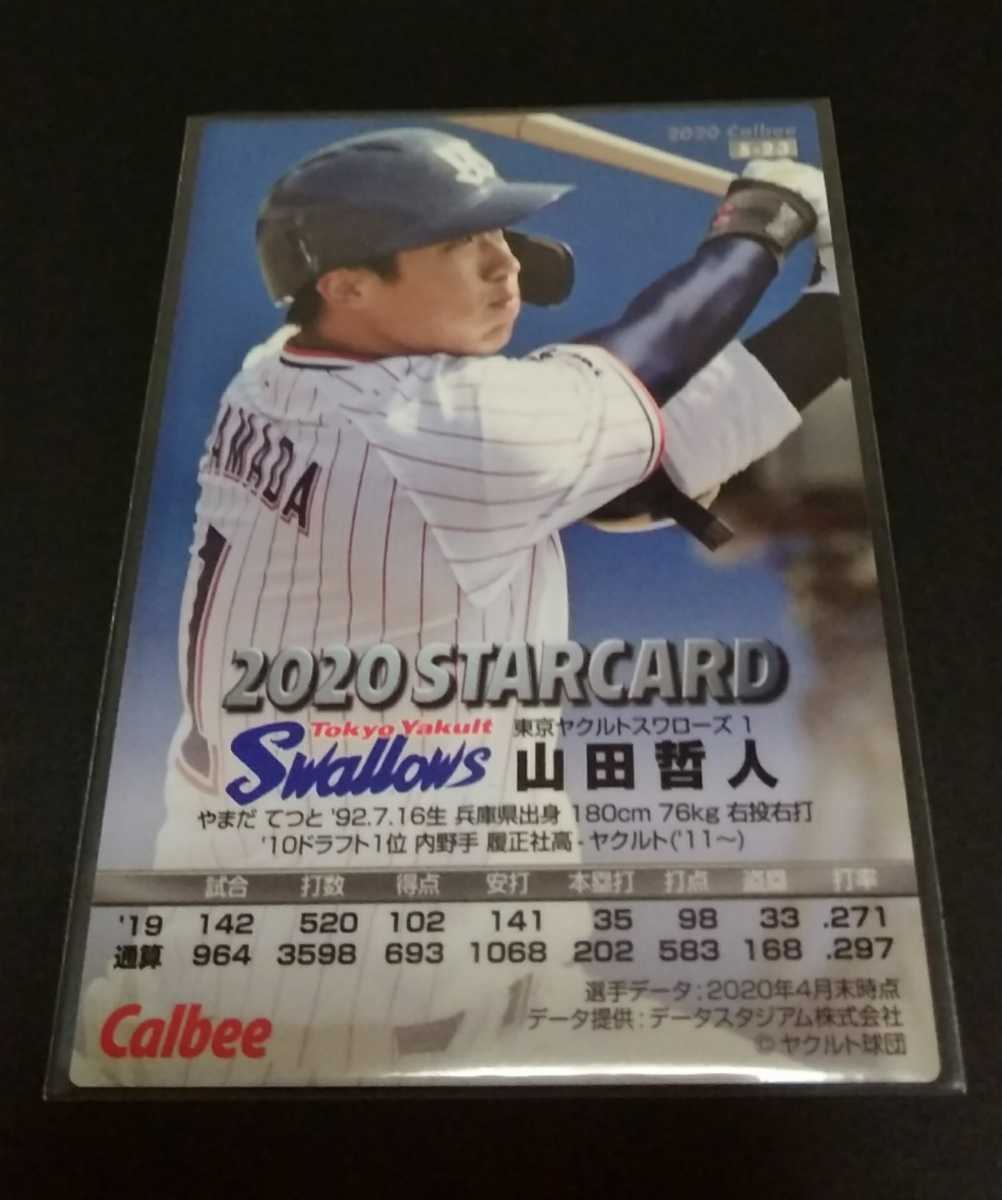 2020 Calbee
S-23
AMADA
1
2020 STARCARD
Tokyo Yakult
Swallows
東京ヤクルトスワローズ 1
山田哲人
やまだ てつと '92.7.16生 兵庫県出身 180cm 76kg 右投右打
'10ドラフト1位 内野手 履正社高-ヤクルト('11～)
試合 打数 得点 安打 本塁打 打点 盗塁 打率
'19 142 520 102 141 35 98 33 .271
通算 964 3598 693 1068 202 583 168 .297
選手データ:2020年4月末時点
データ提供:データスタジアム株式会社
©ヤクルト球団
Calbee